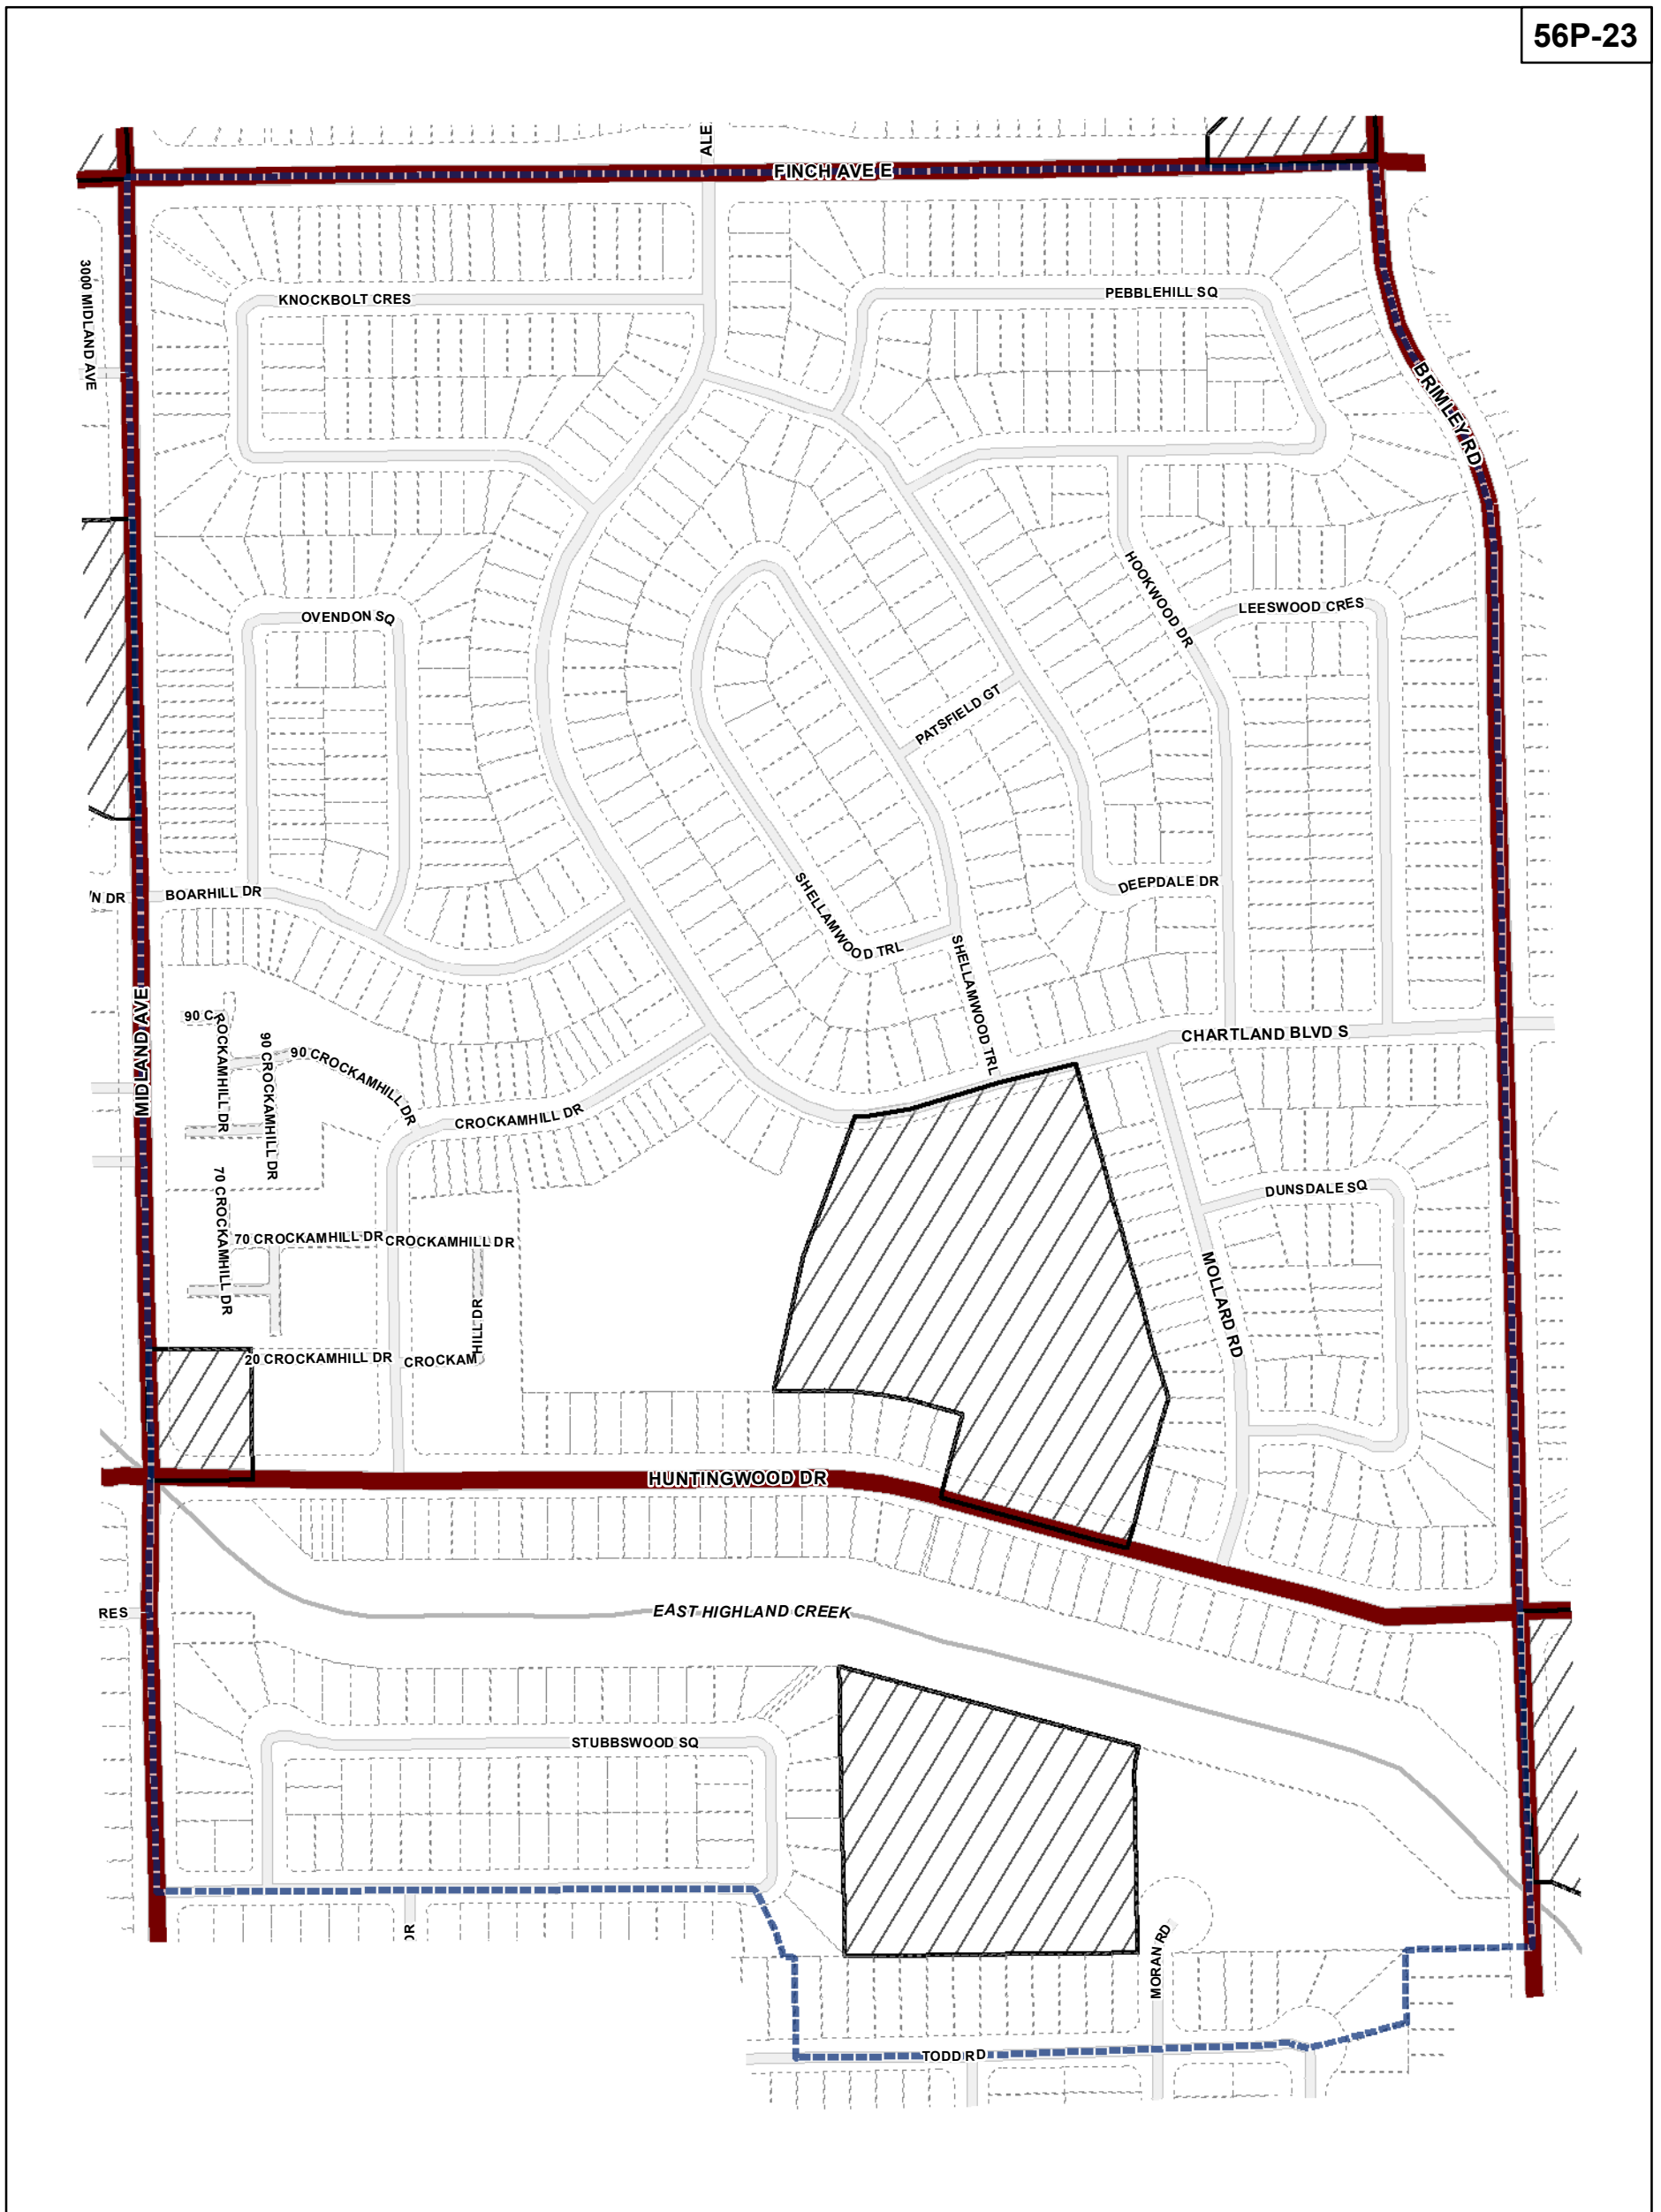 56P-23
ALE
FINCH AVE E
3000 MIDLAND AVE
KNOCKBOLT CRES
PEBBLEHILL SQ
BRIMLEY RD
HOOKWOOD DR
LEESWOOD CRES
OVENDON SQ
PATSFIELD GT
'N DR
BOARHILL DR
DEEPDALE DR
SHELLAMWOOD TRL
SHELLAMWOOD TRL
MIDLAND AVE
90 CROCKAMHILL DR
90 CROCKAMHILL DR
90 CROCKAMHILL DR
CHARTLAND BLVD S
CROCKAMHILL DR
70 CROCKAMHILL DR
DUNSDALE SQ
70 CROCKAMHILL DR
CROCKAMHILL DR
MOLLARD RD
20 CROCKAMHILL DR
CROCKAMHILL DR
HUNTINGWOOD DR
RES
EAST HIGHLAND CREEK
STUBBSWOOD SQ
DR
MORAN RD
TODD RD